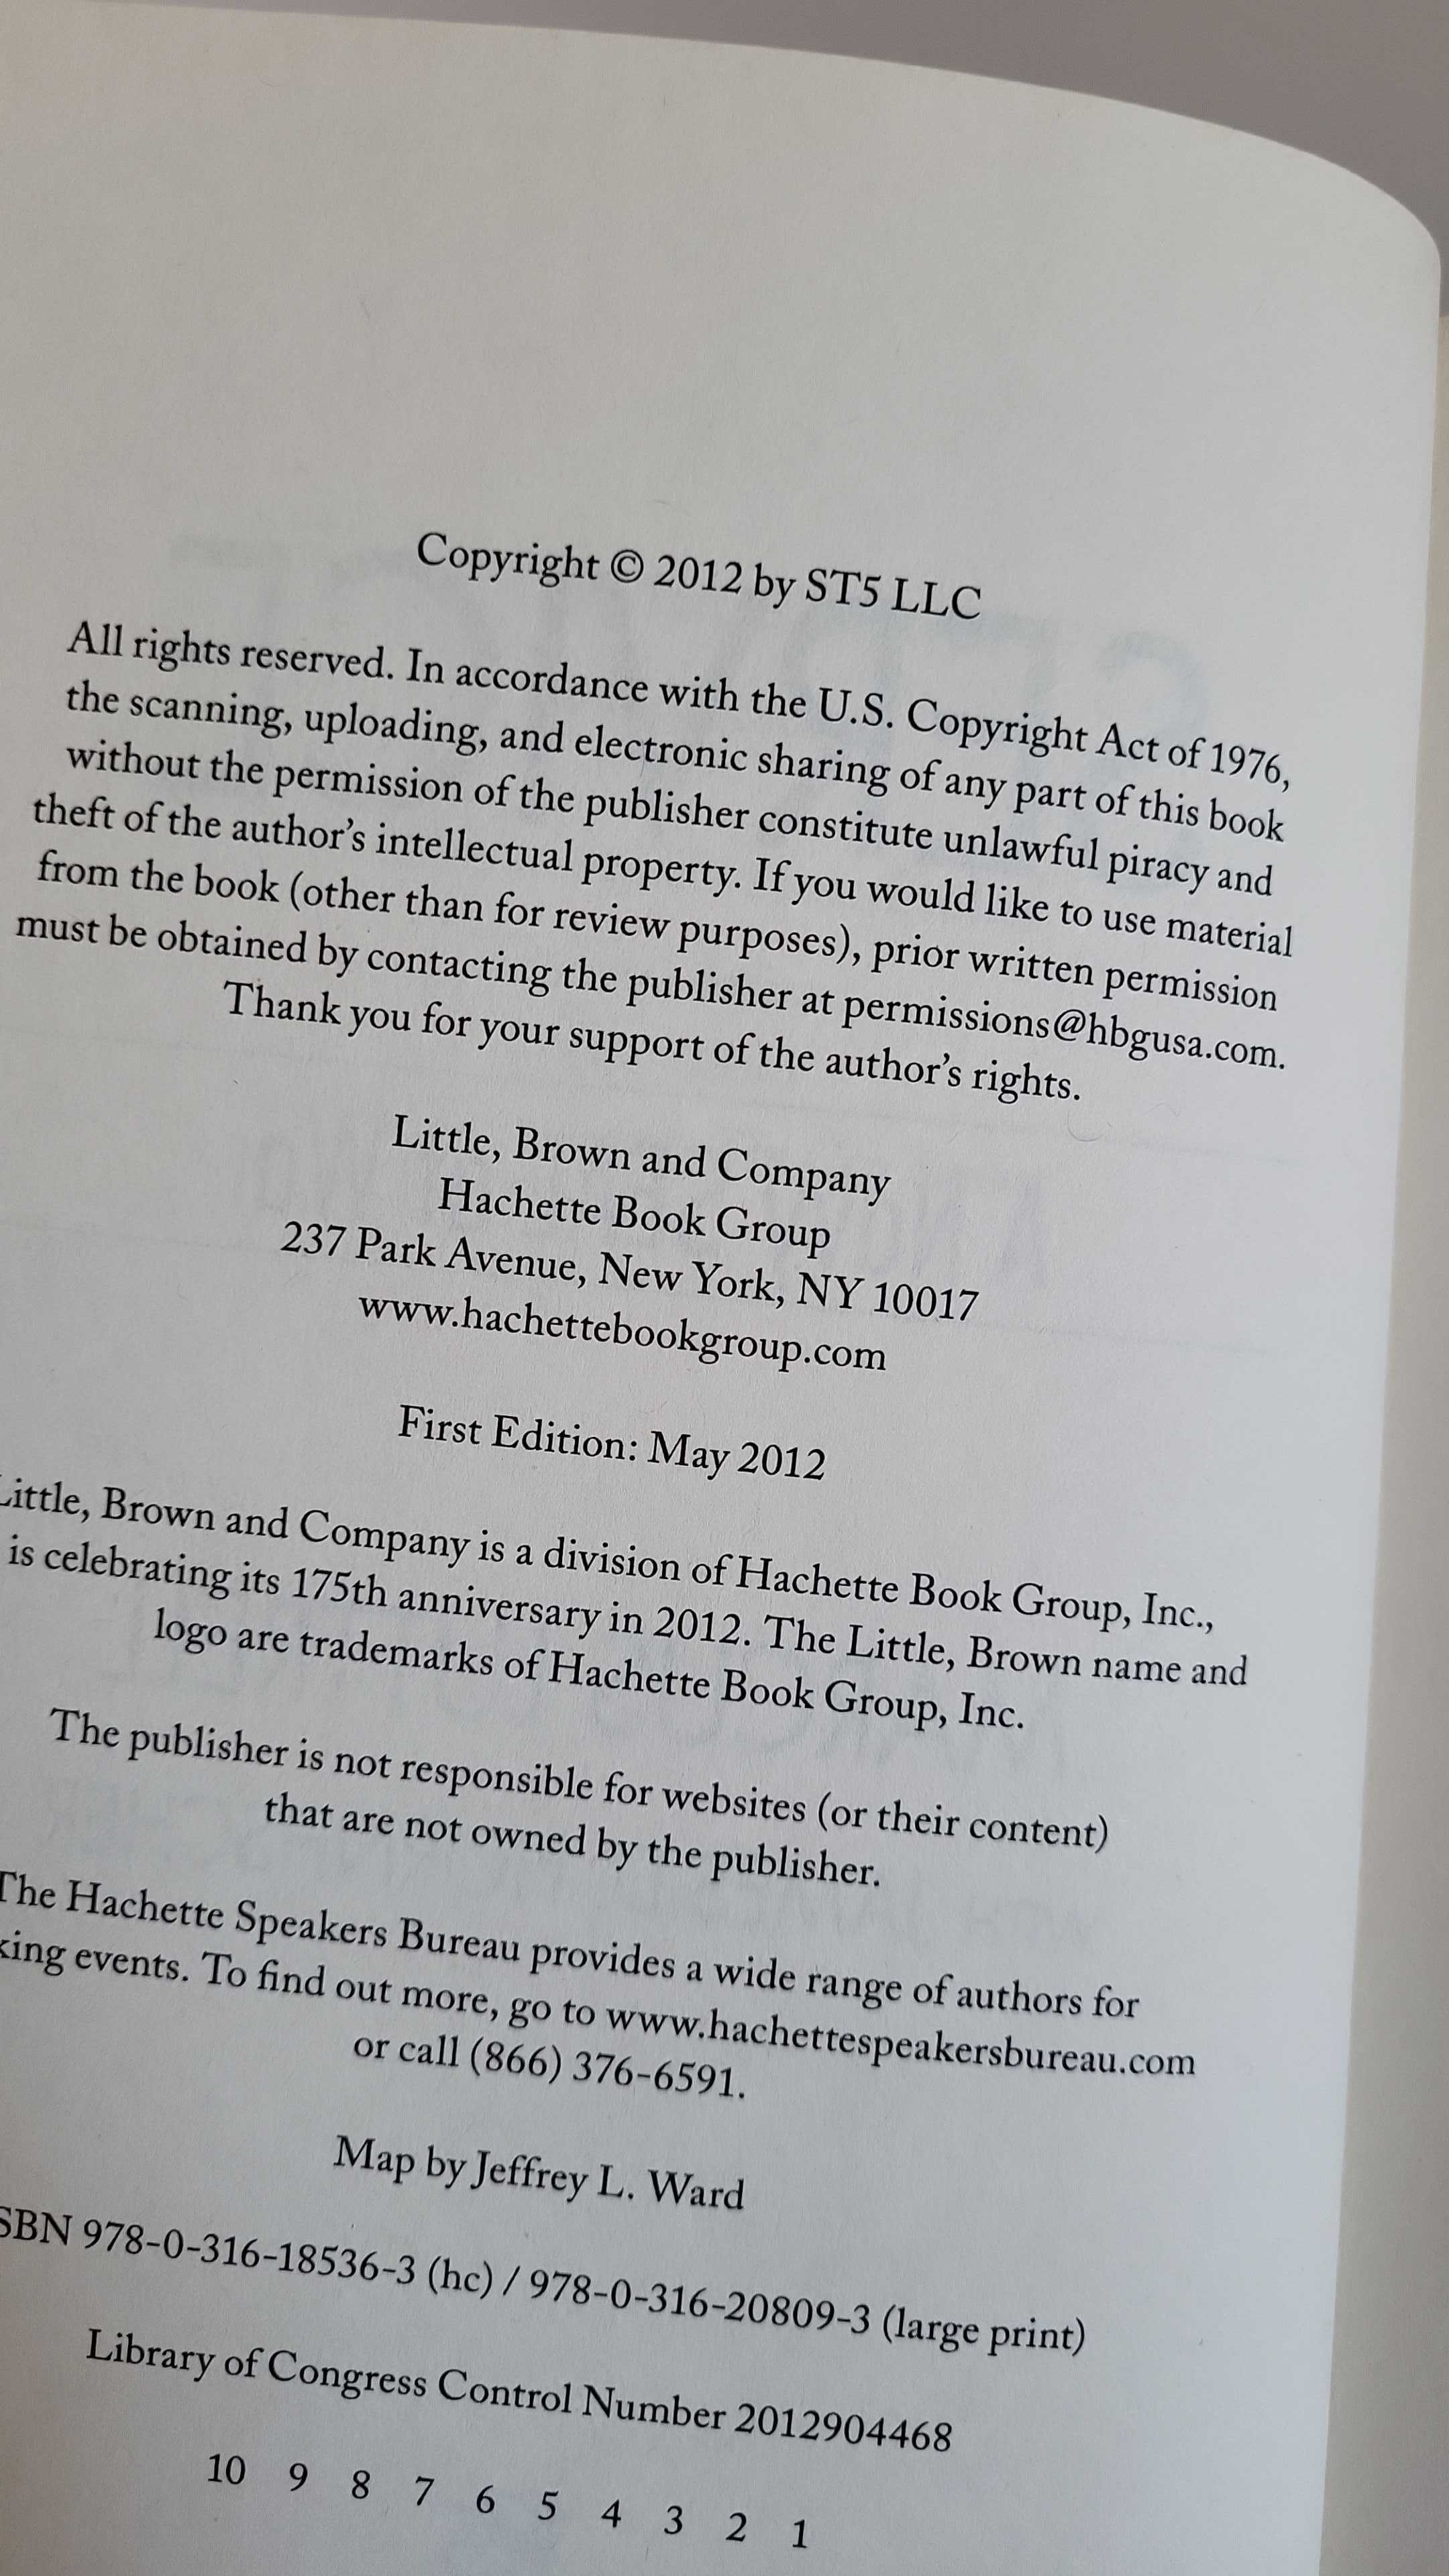 Copyright © 2012 by ST5 LLC
All rights reserved. In accordance with the U.S. Copyright Act of 1976,
the scanning, uploading, and electronic sharing of any part of this book
without the permission of the publisher constitute unlawful piracy and
theft of the author's intellectual property. If you would like to use material
from the book (other than for review purposes), prior written permission
must be obtained by contacting the publisher at permissions@hbgusa.com.
Thank you for your support of the author's rights.
Little, Brown and Company
Hachette Book Group
237 Park Avenue, New York, NY 10017
www.hachettebookgroup.com
First Edition: May 2012
Little, Brown and Company is a division of Hachette Book Group, Inc.,
is celebrating its 175th anniversary in 2012. The Little, Brown name and
logo are trademarks of Hachette Book Group, Inc.
The publisher is not responsible for websites (or their content)
that are not owned by the publisher.
The Hachette Speakers Bureau provides a wide range of authors for
king events. To find out more, go to www.hachettespeakersbureau.com
or call (866) 376-6591.
Map by Jeffrey L. Ward
SBN 978-0-316-18536-3 (hc) / 978-0-316-20809-3 (large print)
Library of Congress Control Number 2012904468
10 9 8 7 6 5 4 3 2 1